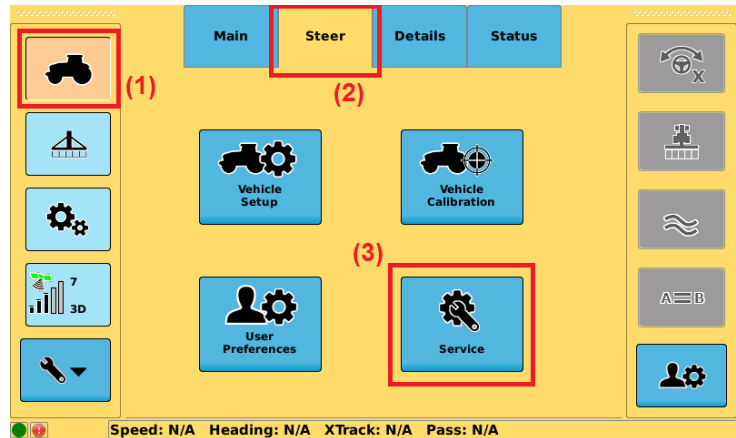 Main
Steer
Details
Status
(1)
(2)
X
Vehicle
Setup
Vehicle
Calibration
(3)
7
3D
User
Preferences
Service
A B
Speed: N/A Heading: N/A XTrack: N/A Pass: N/A